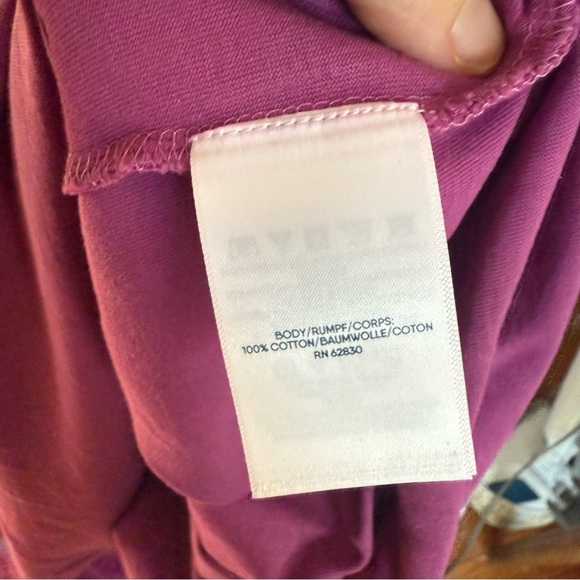 BODY/RUMPF/CORPS:
100% COTTON/BAUMWOLLE/COTON
RN 62830